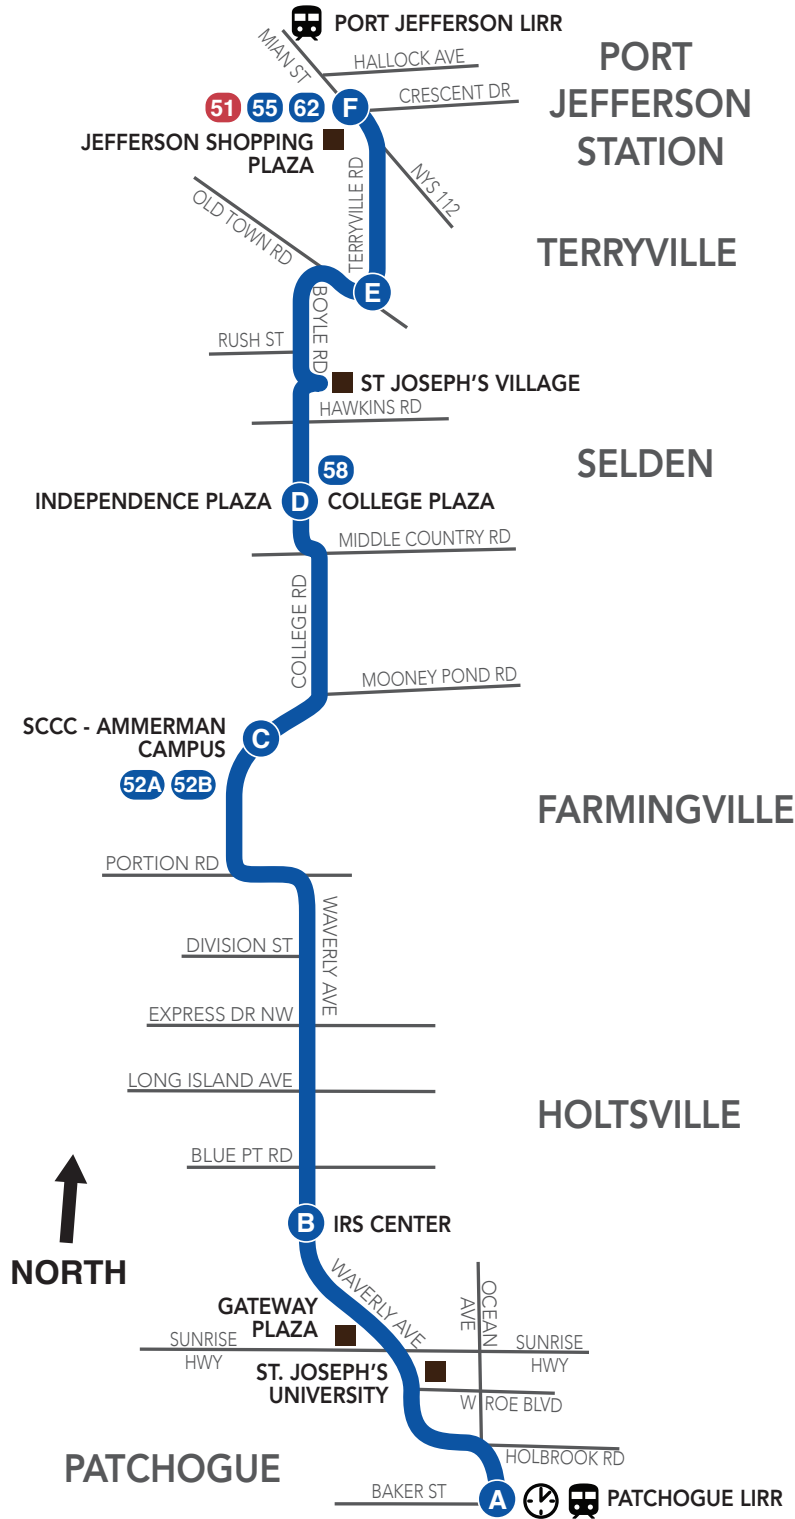 PORT JEFFERSON LIRR
MIAN ST
HALLOCK AVE
PORT
JEFFERSON
STATION
51 55 62 F
CRESCENT DR
JEFFERSON SHOPPING
PLAZA
TERRYVILLE RD
NYS 112
OLD TOWN RD
TERRYVILLE
E
BOYLE RD
RUSH ST
ST JOSEPH'S VILLAGE
HAWKINS RD
SELDEN
58
INDEPENDENCE PLAZA D COLLEGE PLAZA
MIDDLE COUNTRY RD
COLLEGE RD
MOONEY POND RD
SCCC - AMMERMAN
CAMPUS
C
52A 52B
FARMINGVILLE
PORTION RD
WAVERLY AVE
DIVISION ST
EXPRESS DR NW
LONG ISLAND AVE
HOLTSVILLE
BLUE PT RD
B IRS CENTER
NORTH
WAVERLY AVE
OCEAN
AVE
GATEWAY
PLAZA
SUNRISE
HWY
SUNRISE
HWY
ST. JOSEPH'S
UNIVERSITY
W ROE BLVD
HOLBROOK RD
PATCHOGUE
BAKER ST
A PATCHOGUE LIRR